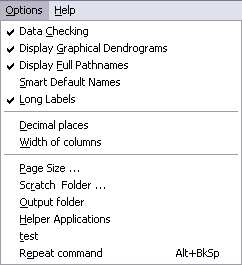 Options Help
Data Checking
Display Graphical Dendrograms
Display Full Pathnames
Smart Default Names
Long Labels
Decimal places
Width of columns
Page Size ...
Scratch Folder ...
Output folder
Helper Applications
test
Repeat command Alt+BkSp